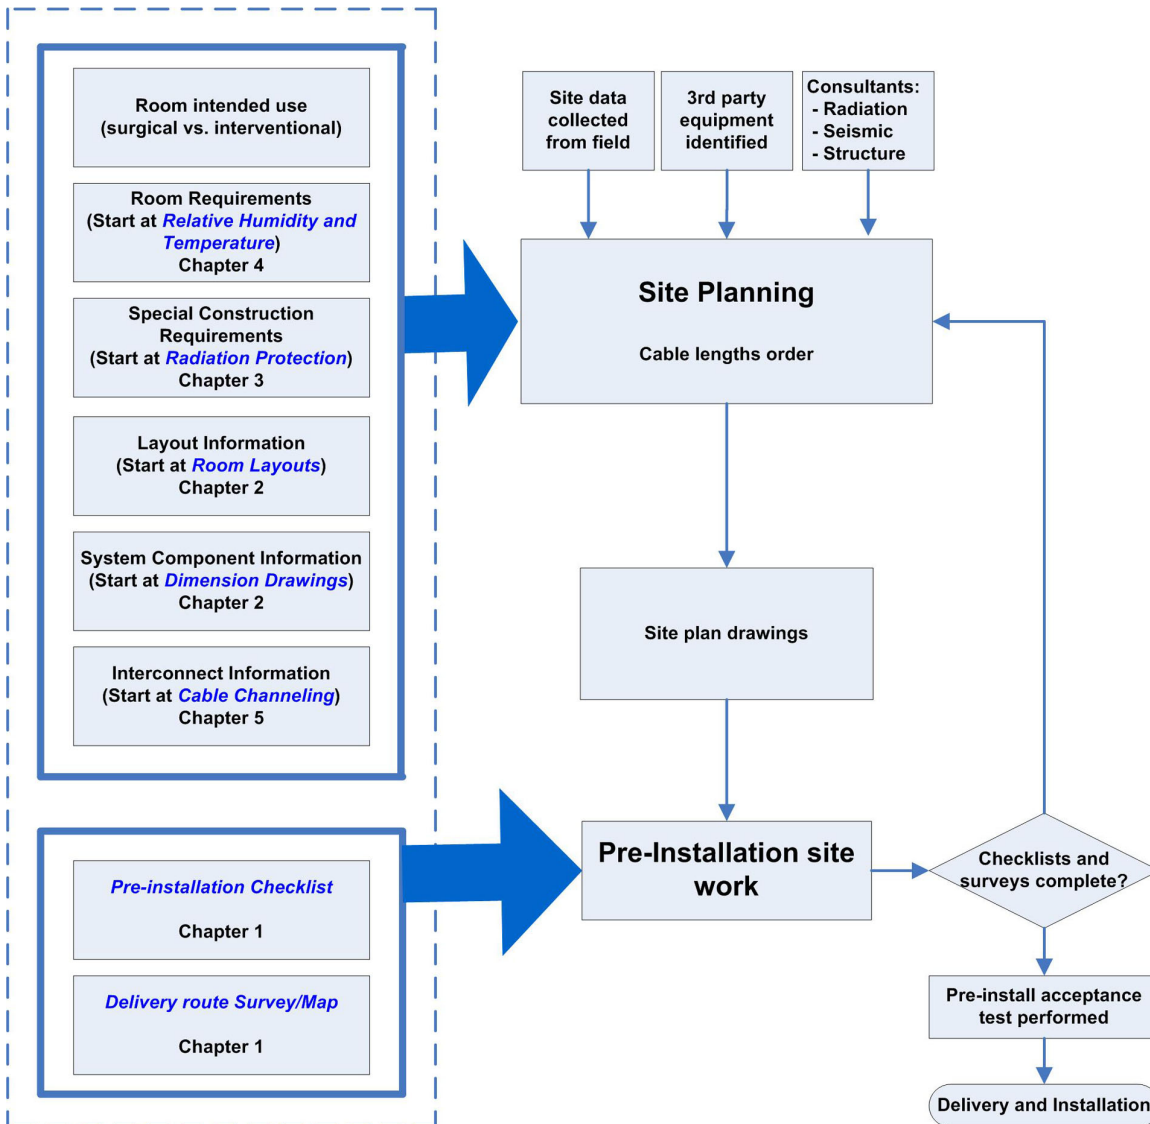 Room intended use
(surgical vs. interventional)
Room Requirements
(Start at Relative Humidity and
Temperature)
Chapter 4
Special Construction
Requirements
(Start at Radiation Protection)
Chapter 3
Layout Information
(Start at Room Layouts)
Chapter 2
System Component Information
(Start at Dimension Drawings)
Chapter 2
Interconnect Information
(Start at Cable Channeling)
Chapter 5
Pre-installation Checklist
Chapter 1
Delivery route Survey/Map
Chapter 1
Site data
collected
from field
3rd party
equipment
identified
Consultants:
- Radiation
- Seismic
- Structure
Site Planning
Cable lengths order
Site plan drawings
Pre-Installation site
work
Checklists and
surveys complete?
Pre-install acceptance
test performed
Delivery and Installation